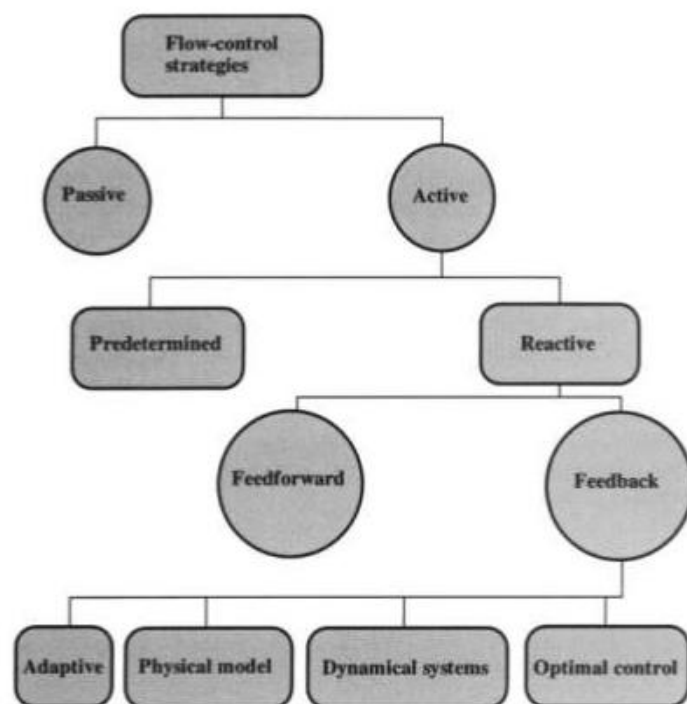 Flow-control
strategies
Passive
Active
Predetermined
Reactive
Feedforward
Feedback
Adaptive
Physical model
Dynamical systems
Optimal control